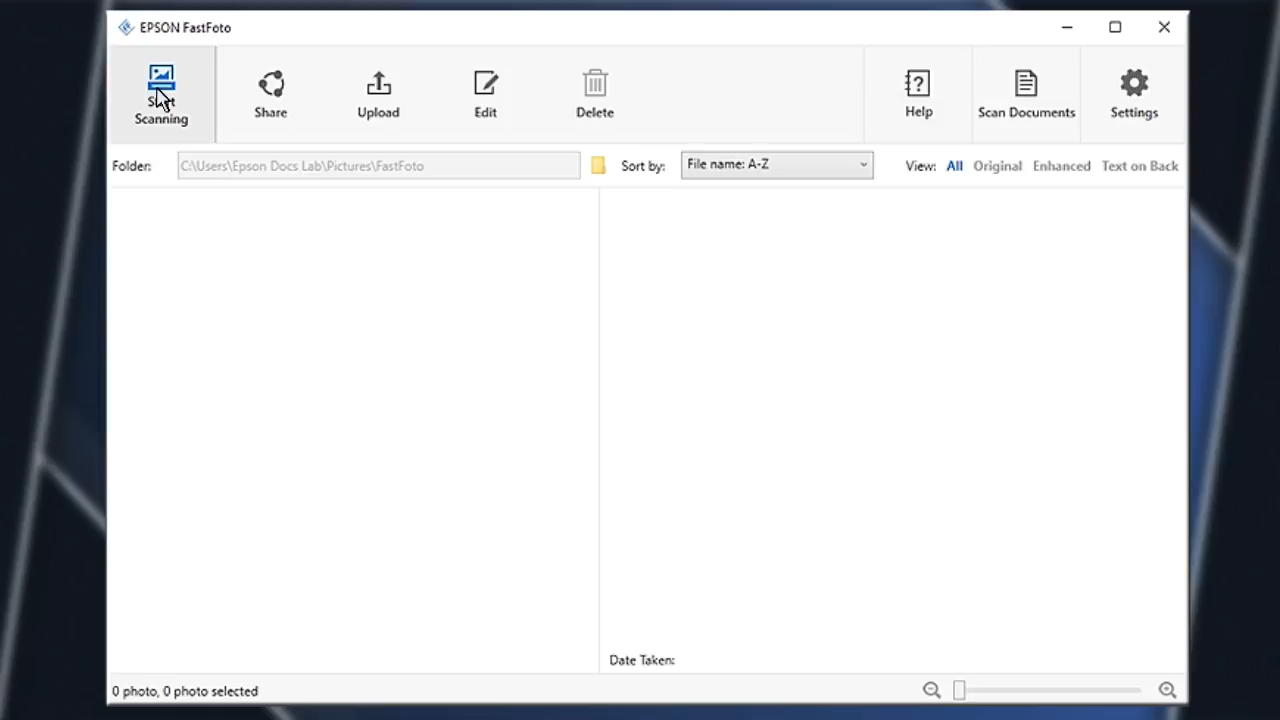 EPSON FastFoto
Start
Scanning
Share
Upload
Edit
Delete
Help
Scan Documents
Settings
Folder: C:\Users\Epson Docs Lab\Pictures\FastFoto Sort by: File name: A-Z View: All Original Enhanced Text on Back
Date Taken:
0 photo, 0 photo selected